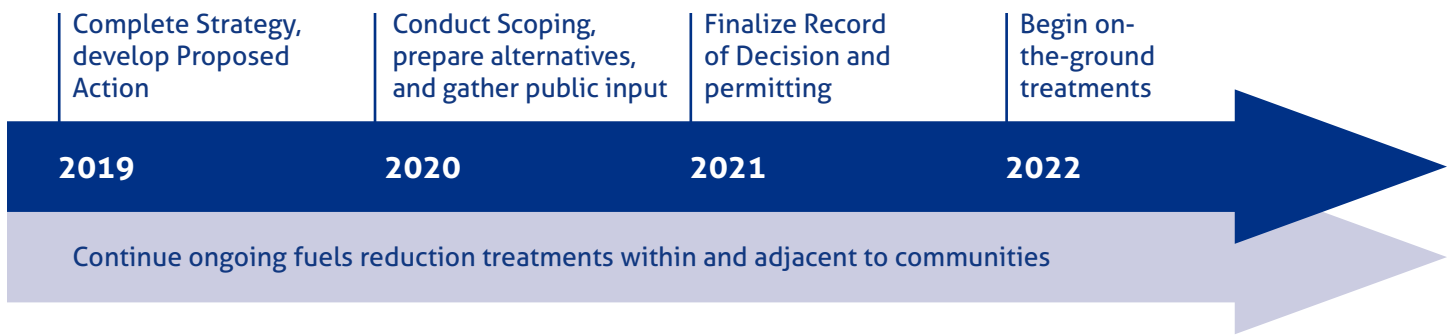 Complete Strategy,
develop Proposed
Action
Conduct Scoping,
prepare alternatives,
and gather public input
Finalize Record
of Decision and
permitting
Begin on-
the-ground
treatments
2019
2020
2021
2022
Continue ongoing fuels reduction treatments within and adjacent to communities